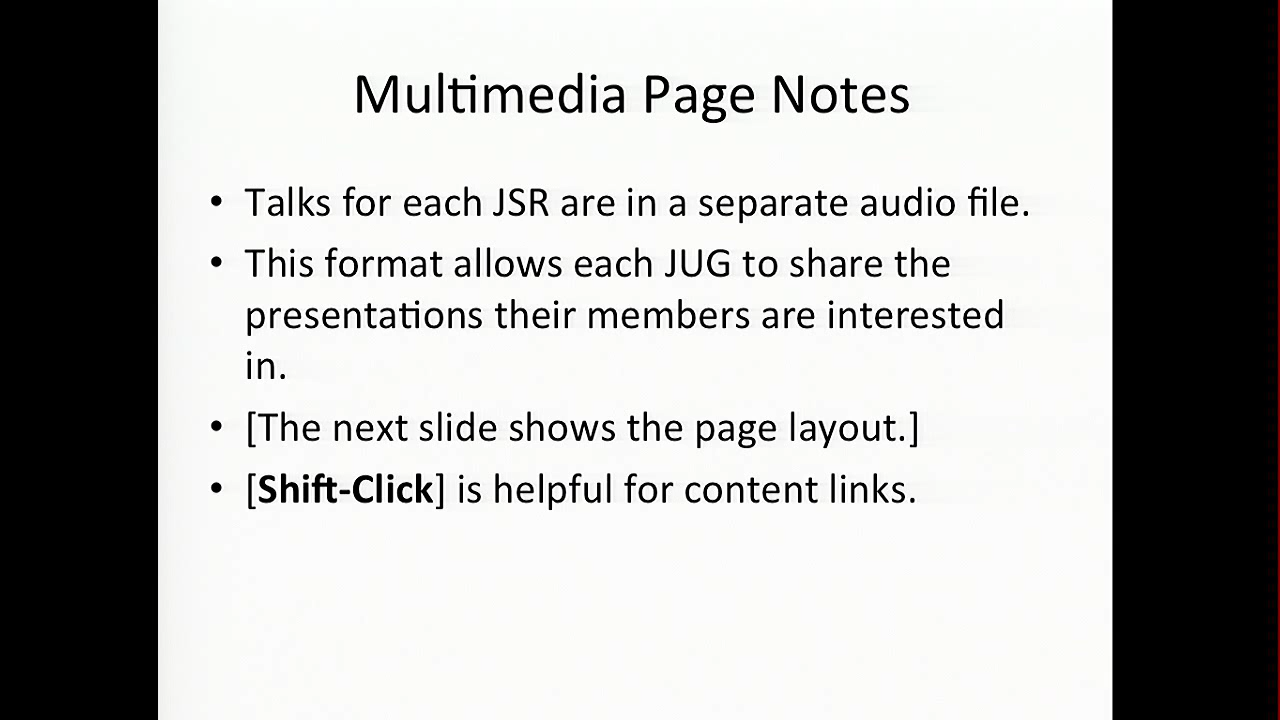 Multimedia Page Notes
• Talks for each JSR are in a separate audio file.
• This format allows each JUG to share the
presentations their members are interested
in.
• [The next slide shows the page layout.]
• [Shift-Click] is helpful for content links.